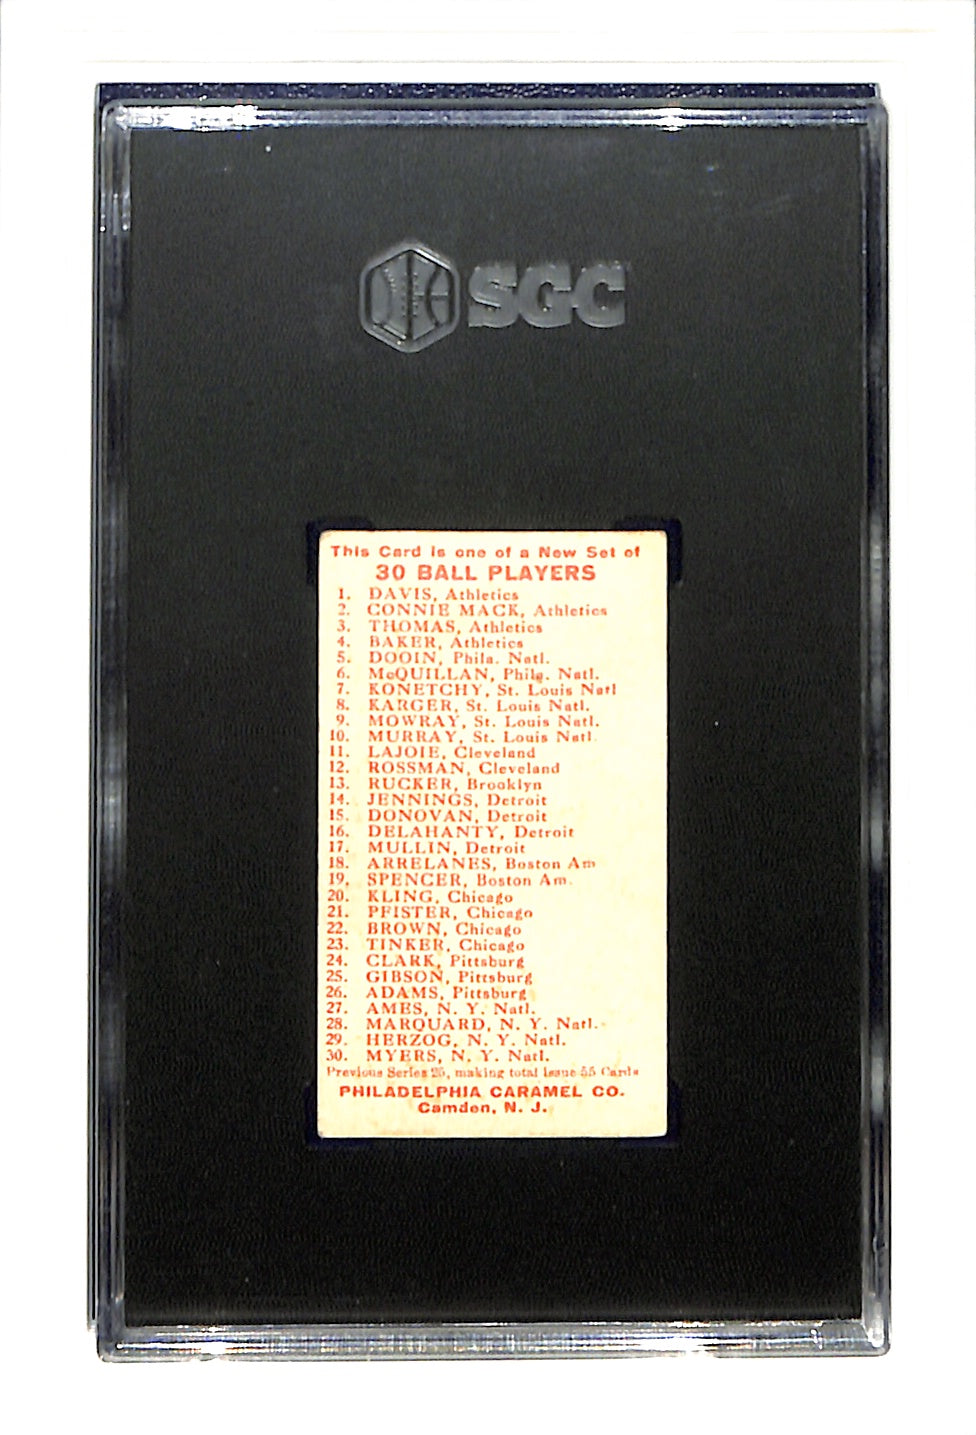 SGC
This Card is one of a New Set of
30 BALL PLAYERS
1. DAVIS, Athletics
2. CONNIE MACK, Athletics
3. THOMAS, Athletics
4. BAKER, Athletics
5. DOOIN, Phila. Natl.
6. McQUILLAN, Phila. Natl.
7. KONETCHY, St. Louis Natl
8. KARGER, St. Louis Natl.
9. MOWRAY, St. Louis Natl.
10. MURRAY, St. Louis Natl.
11. LAJOIE, Cleveland
12. ROSSMAN, Cleveland
13. RUCKER, Brooklyn
14. JENNINGS, Detroit
15. DONOVAN, Detroit
16. DELAHANTY, Detroit
17. MULLIN, Detroit
18. ARRELANES, Boston Am
19. SPENCER, Boston Am.
20. KLING, Chicago
21. PFISTER, Chicago
22. BROWN, Chicago
23. TINKER, Chicago
24. CLARK, Pittsburg
25. GIBSON, Pittsburg
26. ADAMS, Pittsburg
27. AMES, N. Y. Natl.
28. MARQUARD, N. Y. Natl.
29. HERZOG, N. Y. Natl.
30. MYERS, N. Y. Natl.
Previous Series 25, making total issue 55 Cards
PHILADELPHIA CARAMEL CO.
Camden, N. J.